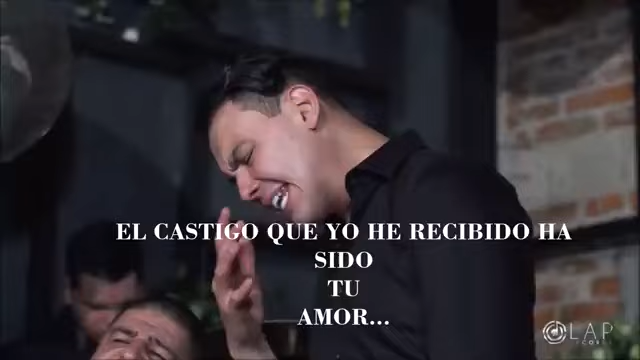 EL CASTIGO QUE YO HE RECIBIDO HA
SIDO
TU
AMOR...
LAP